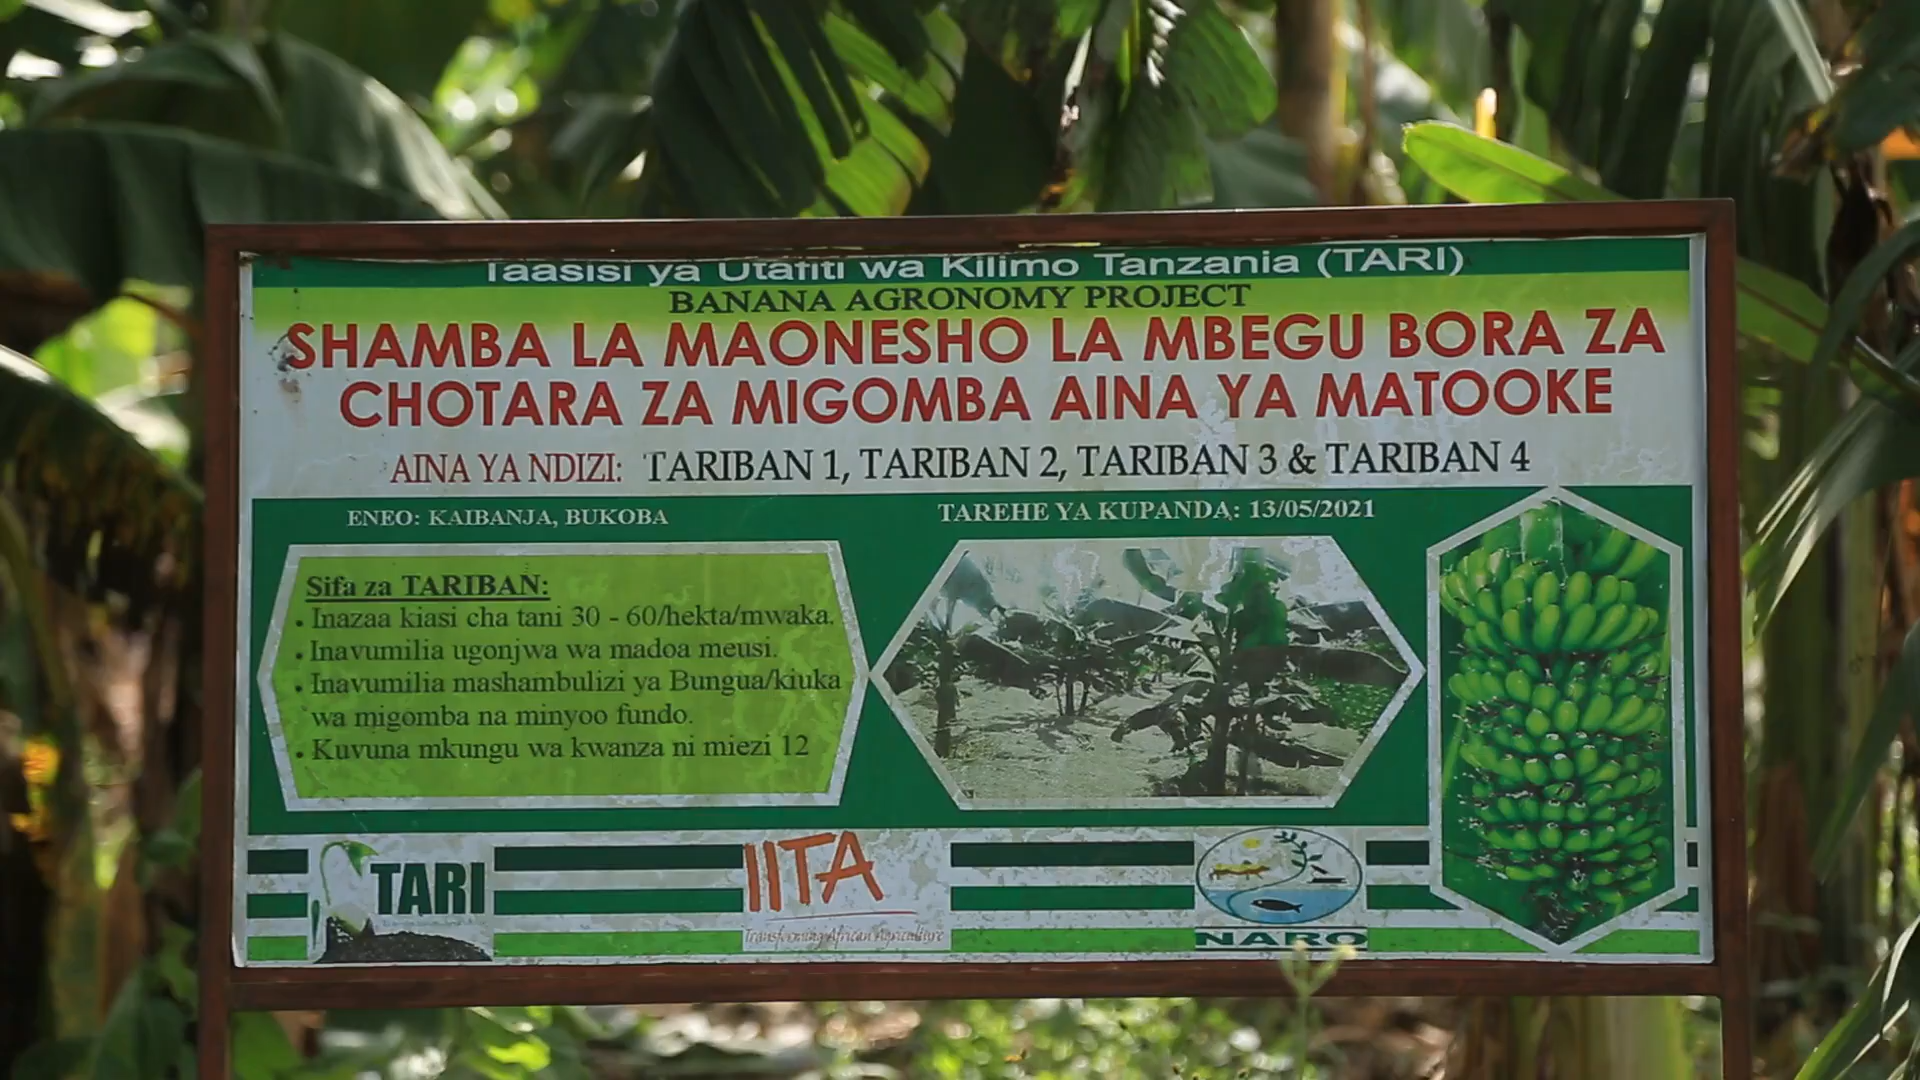 Taasisi ya Utafiti wa Kilimo Tanzania (TARI)
BANANA AGRONOMY PROJECT
SHAMBA LA MAONESHO LA MBEGU BORA ZA
CHOTARA ZA MIGOMBA AINA YA MATOOKE
AINA YA NDIZI: TARIBAN 1, TARIBAN 2, TARIBAN 3 & TARIBAN 4
ENEO: KAIBANJA, BUKOBA
TAREHE YA KUPANDA: 13/05/2021
Sifa za TARIBAN:
• Inazaa kiasi cha tani 30 - 60/hekta/mwaka.
• Inavumilia ugonjwa wa madoa meusi.
• Inavumilia mashambulizi ya Bungua/kiuka
wa migomba na minyoo fundo.
• Kuvuna mkungu wa kwanza ni miezi 12
TARI
IITA
Transforming African Agriculture
NARO